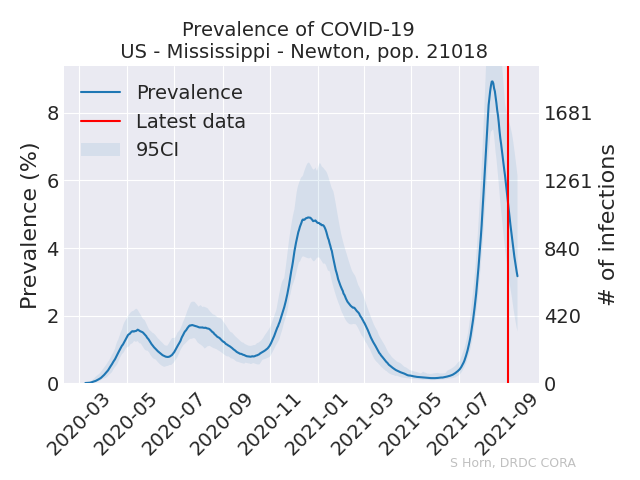 Prevalence of COVID-19
US - Mississippi - Newton, pop. 21018
Prevalence
Latest data
95CI
Prevalence (%)
8
6
4
2
0
1681
1261
840
420
0
# of infections
2020-03
2020-05
2020-07
2020-09
2020-11
2021-01
2021-03
2021-05
2021-07
2021-09
S Horn, DRDC CORA